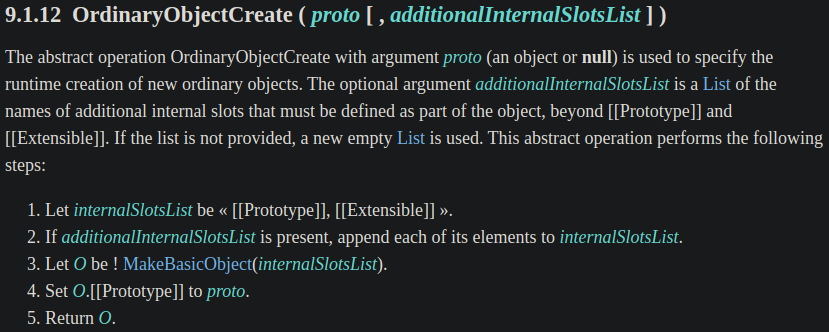 9.1.12 OrdinaryObjectCreate ( proto [ , additionalInternalSlotsList ] )
The abstract operation OrdinaryObjectCreate with argument proto (an object or null) is used to specify the
runtime creation of new ordinary objects. The optional argument additionalInternalSlotsList is a List of the
names of additional internal slots that must be defined as part of the object, beyond [[Prototype]] and
[[Extensible]]. If the list is not provided, a new empty List is used. This abstract operation performs the following
steps:
1. Let internalSlotsList be « [[Prototype]], [[Extensible]] ».
2. If additionalInternalSlotsList is present, append each of its elements to internalSlotsList.
3. Let O be ! MakeBasicObject(internalSlotsList).
4. Set O.[[Prototype]] to proto.
5. Return O.